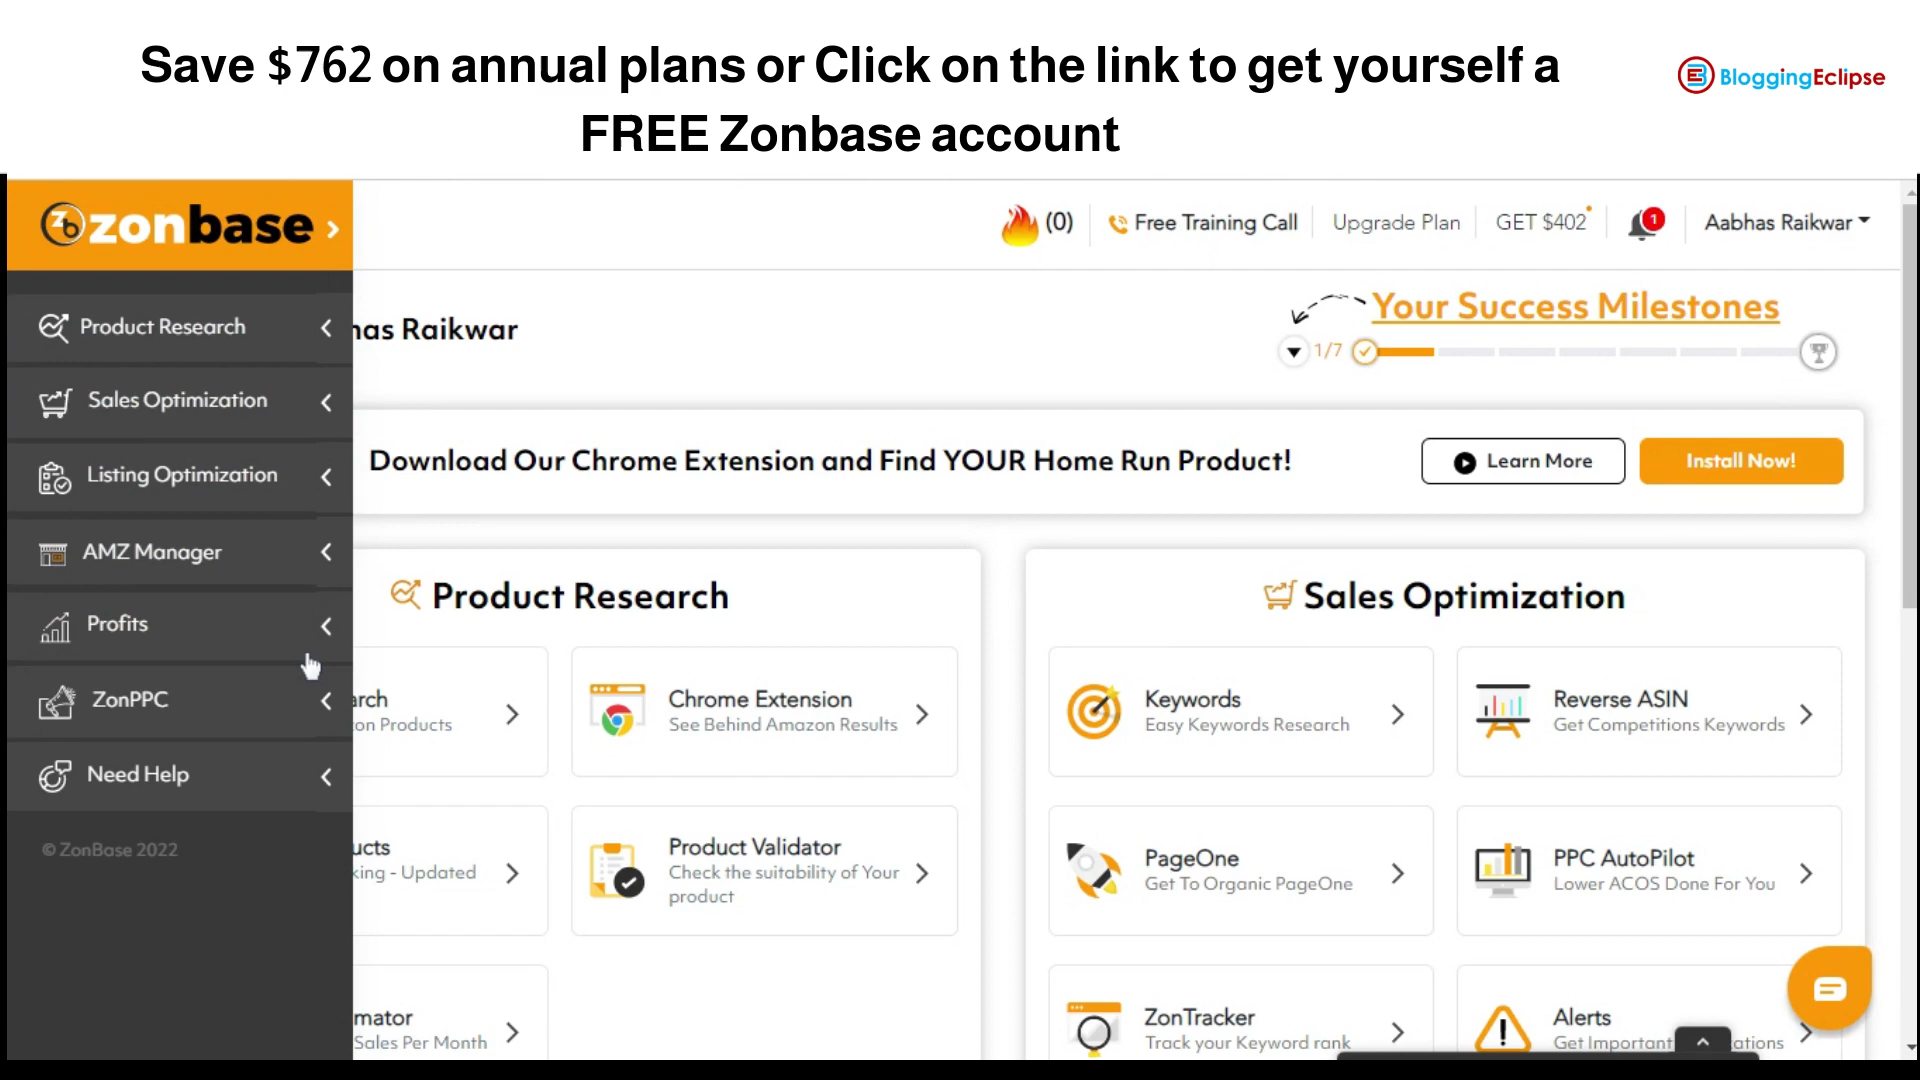 Save $762 on annual plans or Click on the link to get yourself a
FREE Zonbase account
BloggingEclipse
zonbase
(0)
Free Training Call
Upgrade Plan
GET $402
1
Aabhas Raikwar
Product Research
Sales Optimization
Listing Optimization
AMZ Manager
Profits
ZonPPC
Need Help
© ZonBase 2022
has Raikwar
Your Success Milestones
1/7
Download Our Chrome Extension and Find YOUR Home Run Product!
Learn More
Install Now!
Product Research
arch
on Products
Chrome Extension
See Behind Amazon Results
ucts
king - Updated
Product Validator
Check the suitability of Your
product
mator
Sales Per Month
Sales Optimization
Keywords
Easy Keywords Research
Reverse ASIN
Get Competitions Keywords
PageOne
Get To Organic PageOne
PPC AutoPilot
Lower ACOS Done For You
ZonTracker
Track your Keyword rank
Alerts
Get Important ations